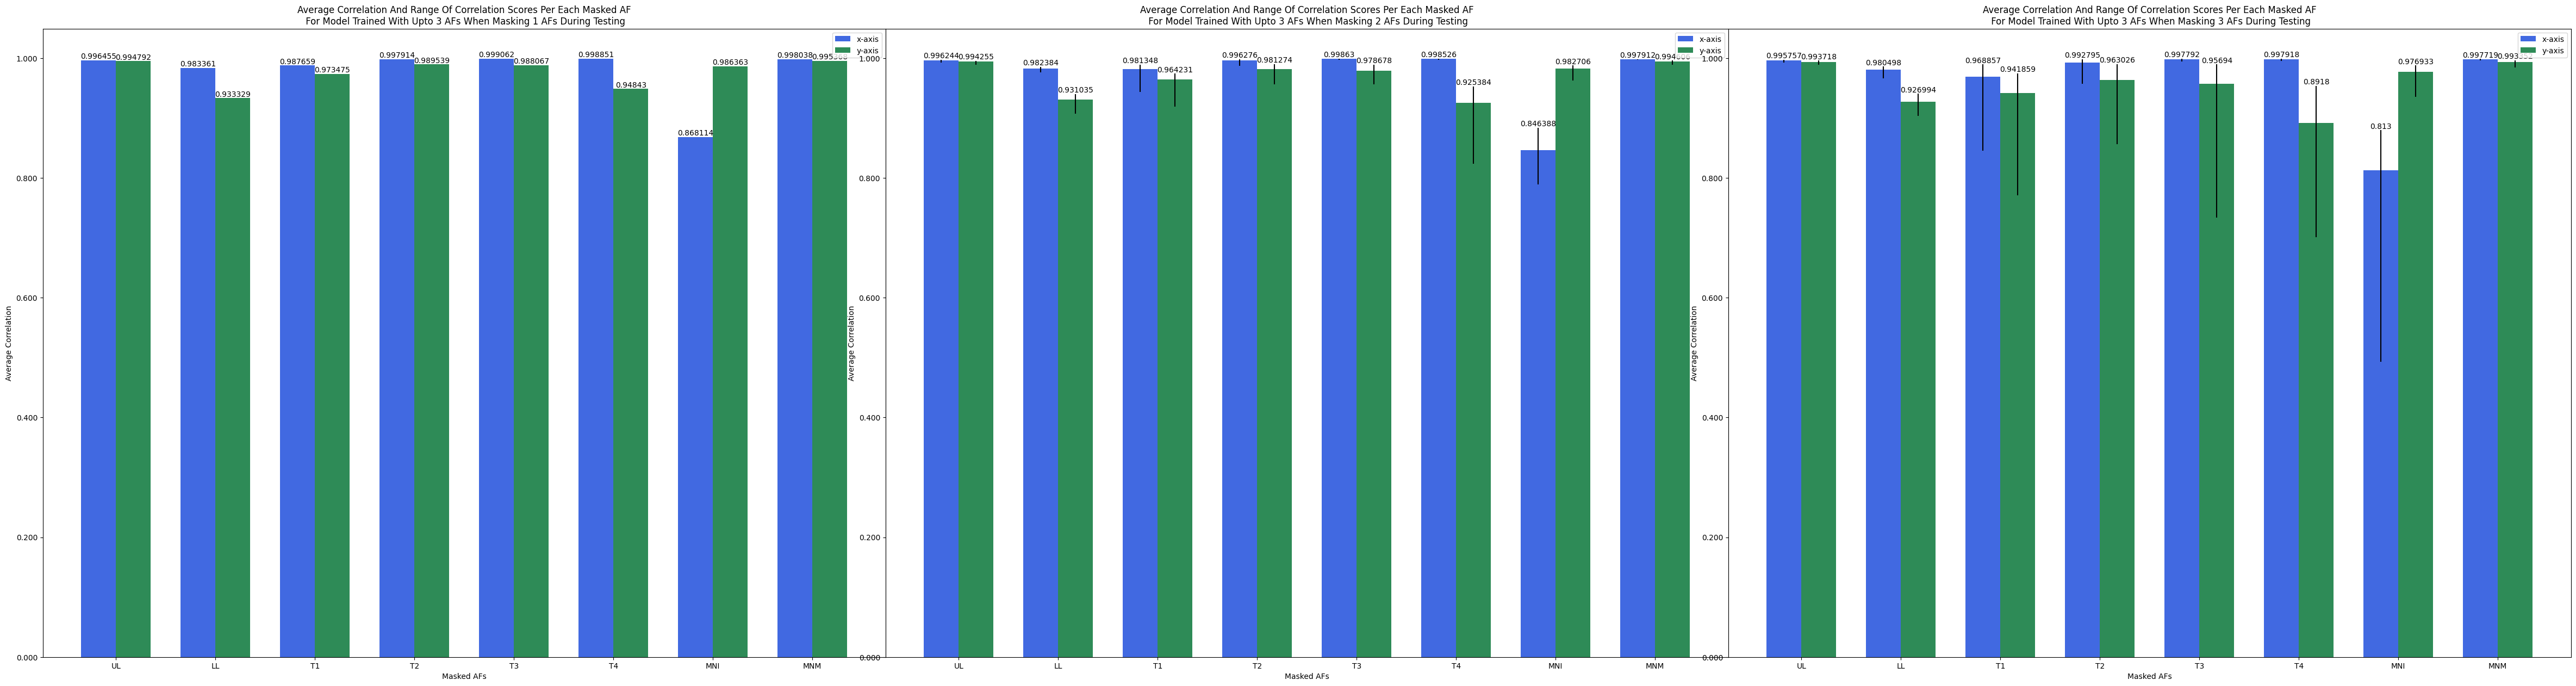 Average Correlation And Range Of Correlation Scores Per Each Masked AF
For Model Trained With Upto 3 AFs When Masking 1 AFs During Testing
x-axis
y-axis
1.000
0.800
0.600
0.400
0.200
0.000
Average Correlation
0.996455
0.994792
0.983361
0.933329
0.987659
0.973475
0.997914
0.989539
0.999062
0.988067
0.998851
0.94843
0.868114
0.986363
0.998038
UL
LL
T1
T2
T3
T4
MNI
MNM
Masked AFs
Average Correlation And Range Of Correlation Scores Per Each Masked AF
For Model Trained With Upto 3 AFs When Masking 2 AFs During Testing
x-axis
y-axis
1.000
0.800
0.600
0.400
0.200
0.000
Average Correlation
0.996244
0.994255
0.982384
0.931035
0.981348
0.964231
0.996276
0.981274
0.99863
0.978678
0.998526
0.925384
0.846388
0.982706
0.997912
UL
LL
T1
T2
T3
T4
MNI
MNM
Masked AFs
Average Correlation And Range Of Correlation Scores Per Each Masked AF
For Model Trained With Upto 3 AFs When Masking 3 AFs During Testing
x-axis
y-axis
1.000
0.800
0.600
0.400
0.200
0.000
Average Correlation
0.995757
0.993718
0.980498
0.926994
0.968857
0.941859
0.992795
0.963026
0.997792
0.95694
0.997918
0.8918
0.813
0.976933
0.997719
UL
LL
T1
T2
T3
T4
MNI
MNM
Masked AFs